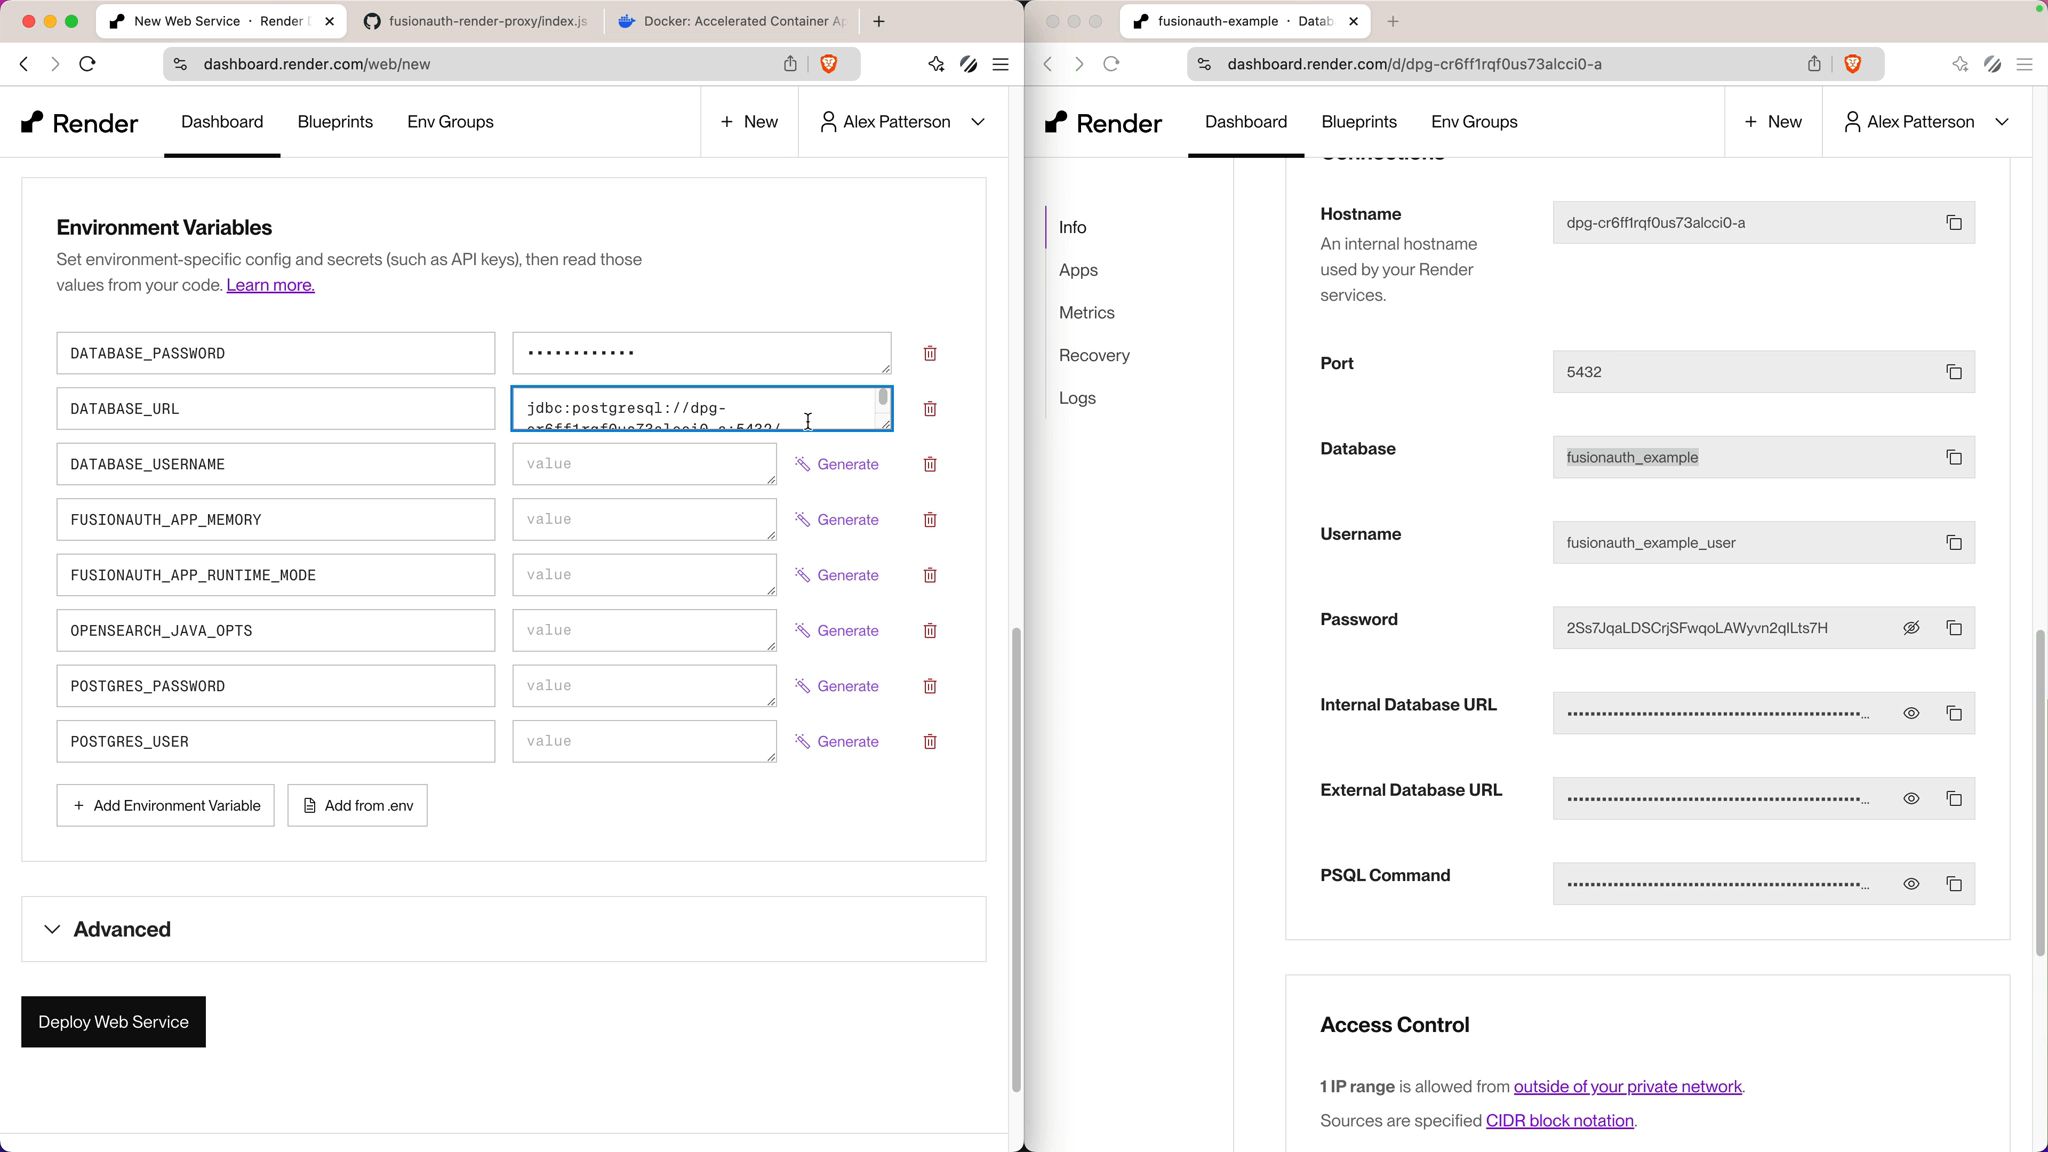 New Web Service · Render D
fusionauth-render-proxy/index.js
Docker: Accelerated Container Ap
dashboard.render.com/web/new
Render
Dashboard
Blueprints
Env Groups
+ New
Alex Patterson
Environment Variables
Set environment-specific config and secrets (such as API keys), then read those
values from your code. Learn more.
DATABASE_PASSWORD
············
DATABASE_URL
jdbc:postgresql://dpg-
cr6ff1rqf0us73alcci0-a:5432/
DATABASE_USERNAME
value
Generate
FUSIONAUTH_APP_MEMORY
value
Generate
FUSIONAUTH_APP_RUNTIME_MODE
value
Generate
OPENSEARCH_JAVA_OPTS
value
Generate
POSTGRES_PASSWORD
value
Generate
POSTGRES_USER
value
Generate
+ Add Environment Variable
Add from .env
Advanced
Deploy Web Service
fusionauth-example · Datab
dashboard.render.com/d/dpg-cr6ff1rqf0us73alcci0-a
Render
Dashboard
Blueprints
Env Groups
+ New
Alex Patterson
Info
Apps
Metrics
Recovery
Logs
Connections
Hostname
An internal hostname
used by your Render
services.
dpg-cr6ff1rqf0us73alcci0-a
Port
5432
Database
fusionauth_example
Username
fusionauth_example_user
Password
2Ss7JqaLDSCrjSFwqoLAWyvn2qlLts7H
Internal Database URL
External Database URL
PSQL Command
Access Control
1 IP range is allowed from outside of your private network.
Sources are specified CIDR block notation.